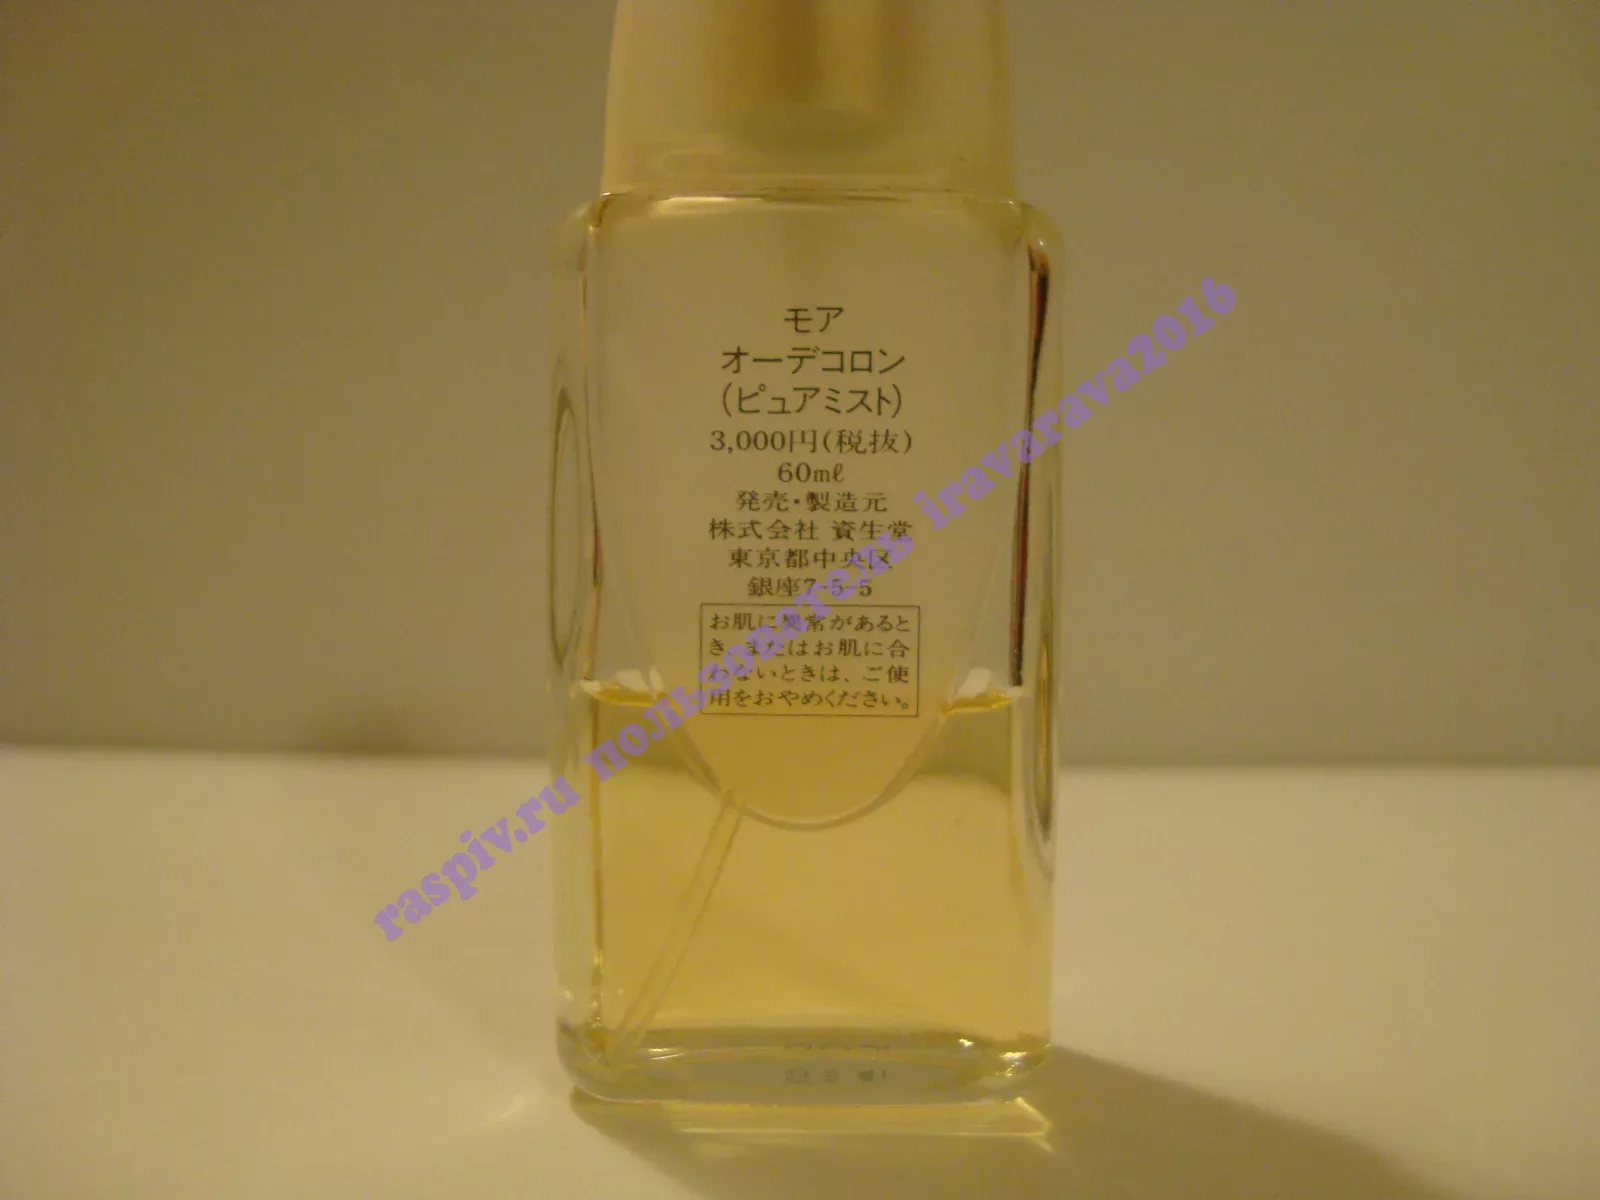 モア
オーデコロン
(ピュアミスト)
3,000円(税抜)
60mℓ
発売・製造元
株式会社 資生堂
東京都中央区
銀座7-5-5
お肌に異常があると
き、またはお肌に合
わないときは、ご使
用をおやめください。
raspiv.ru пользователь iravarava2016